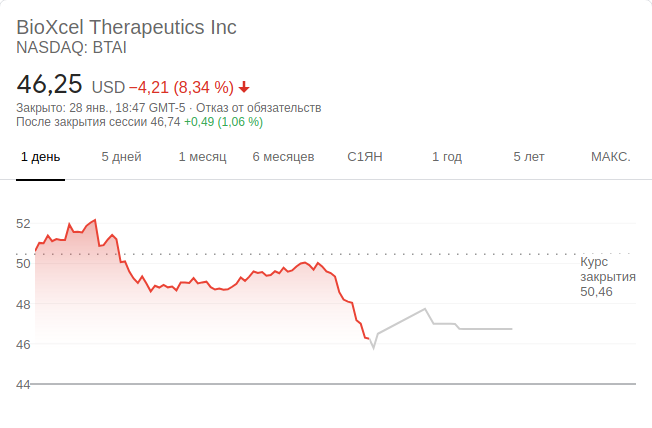 BioXcel Therapeutics Inc
NASDAQ: BTAI
46,25 USD −4,21 (8,34 %)
Закрыто: 28 янв., 18:47 GMT-5 · Отказ от обязательств
После закрытия сессии 46,74 +0,49 (1,06 %)
1 день 5 дней 1 месяц 6 месяцев С1ЯН 1 год 5 лет МАКС.
52
50
48
46
44
Курс
закрытия
50,46